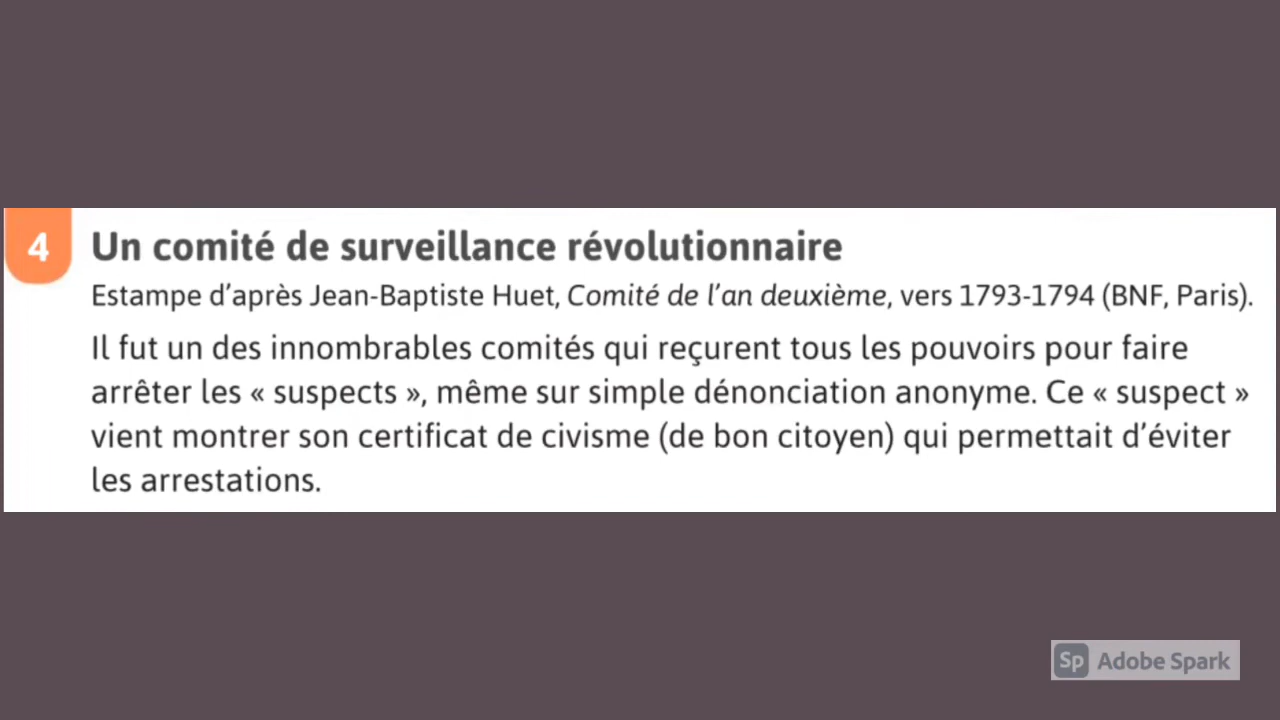 4
Un comité de surveillance révolutionnaire
Estampe d'après Jean-Baptiste Huet, Comité de l'an deuxième, vers 1793-1794 (BNF, Paris).
Il fut un des innombrables comités qui reçurent tous les pouvoirs pour faire
arrêter les « suspects », même sur simple dénonciation anonyme. Ce « suspect »
vient montrer son certificat de civisme (de bon citoyen) qui permettait d'éviter
les arrestations.
Sp Adobe Spark